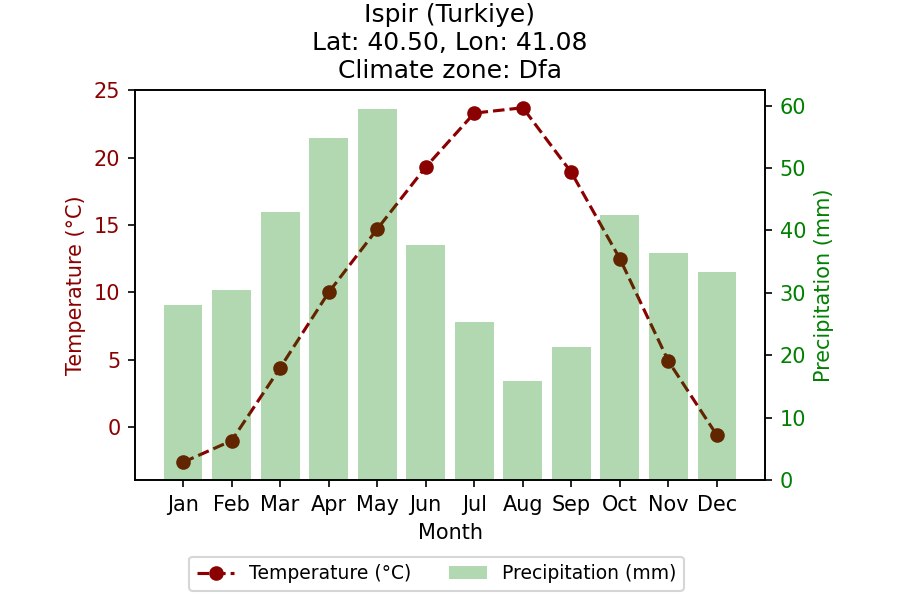 Ispir (Turkiye)
Lat: 40.50, Lon: 41.08
Climate zone: Dfa
25
20
15
10
5
0
Temperature (°C)
60
50
40
30
20
10
0
Precipitation (mm)
Jan Feb Mar Apr May Jun Jul Aug Sep Oct Nov Dec
Month
Temperature (°C) Precipitation (mm)